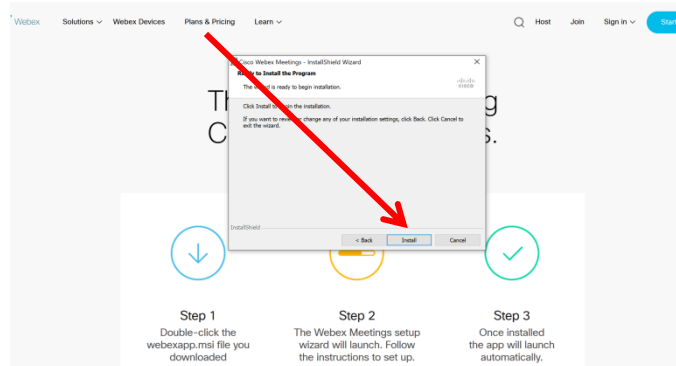 Webex Solutions Webex Devices Plans & Pricing Learn Host Join Sign in Star
Cisco Webex Meetings - InstallShield Wizard
to Install the Program
The is ready to begin installation.
cisco
Click Install to the installation.
If you want to or change any of your installation settings, click Back. Click Cancel to
exit the wizard.
InstallShield
< Back Install Cancel
Step 1
Double-click the
webexapp.msi file you
downloaded
Step 2
The Webex Meetings setup
wizard will launch. Follow
the instructions to set up.
Step 3
Once installed
the app will launch
automatically.